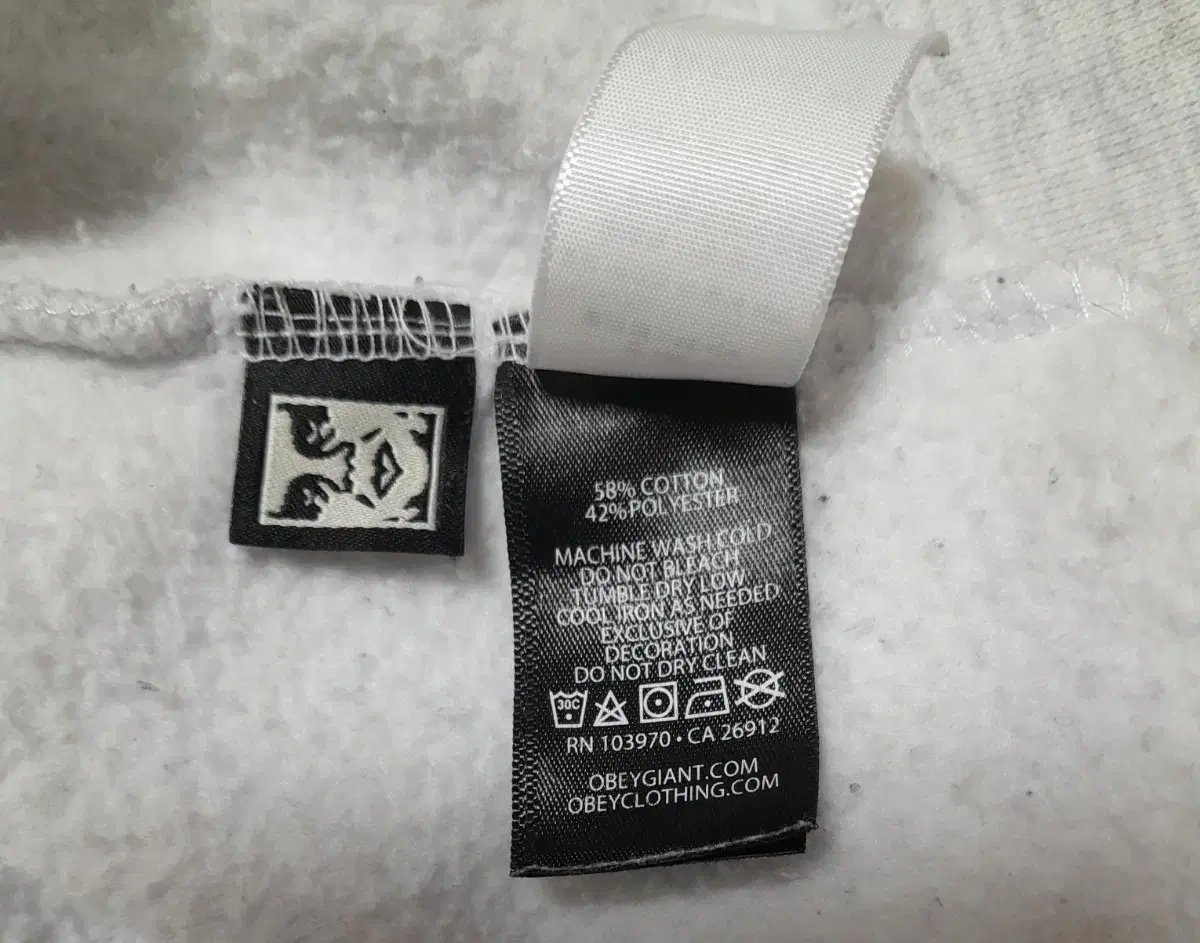 58% COTTON
42%POLYESTER
MACHINE WASH COLD
DO NOT BLEACH
TUMBLE DRY LOW
COOL IRON AS NEEDED
EXCLUSIVE OF
DECORATION
DO NOT DRY CLEAN
30C
RN 103970 • CA 26912
OBEYGIANT.COM
OBEYCLOTHING.COM